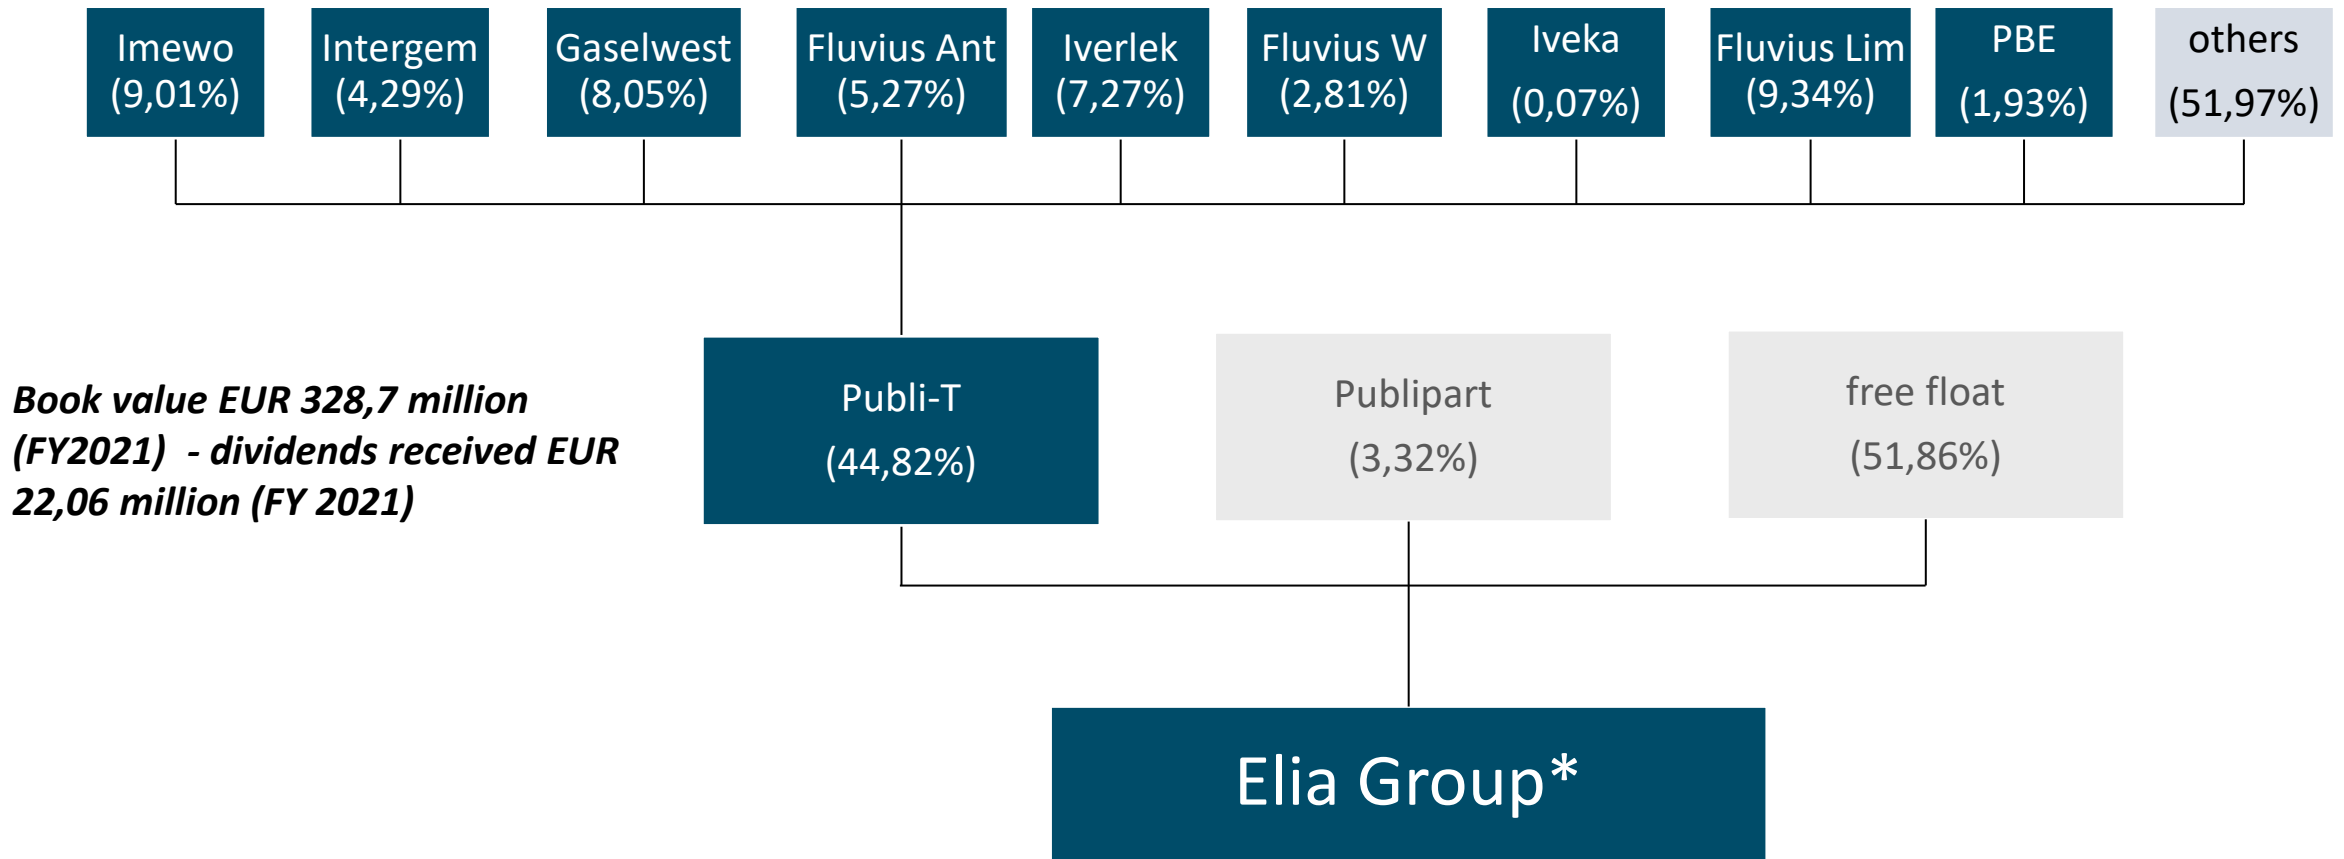 Imewo
(9,01%)
Intergem
(4,29%)
Gaselwest
(8,05%)
Fluvius Ant
(5,27%)
Iverlek
(7,27%)
Fluvius W
(2,81%)
Iveka
(0,07%)
Fluvius Lim
(9,34%)
PBE
(1,93%)
others
(51,97%)
Book value EUR 328,7 million
(FY2021)  - dividends received EUR
22,06 million (FY 2021)
Publi-T
(44,82%)
Publipart
(3,32%)
free float
(51,86%)
Elia Group*